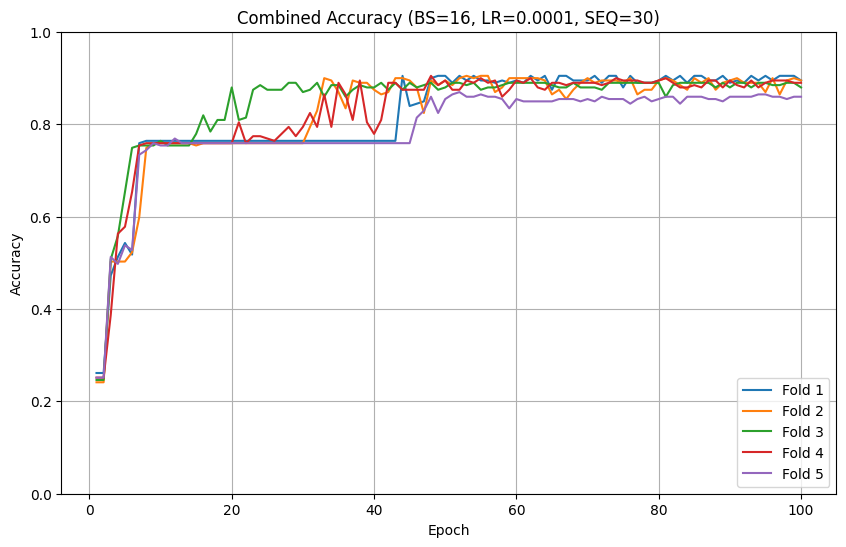 Combined Accuracy (BS=16, LR=0.0001, SEQ=30)
1.0
0.8
0.6
0.4
0.2
0.0
Accuracy
0 20 40 60 80 100
Epoch
Fold 1
Fold 2
Fold 3
Fold 4
Fold 5